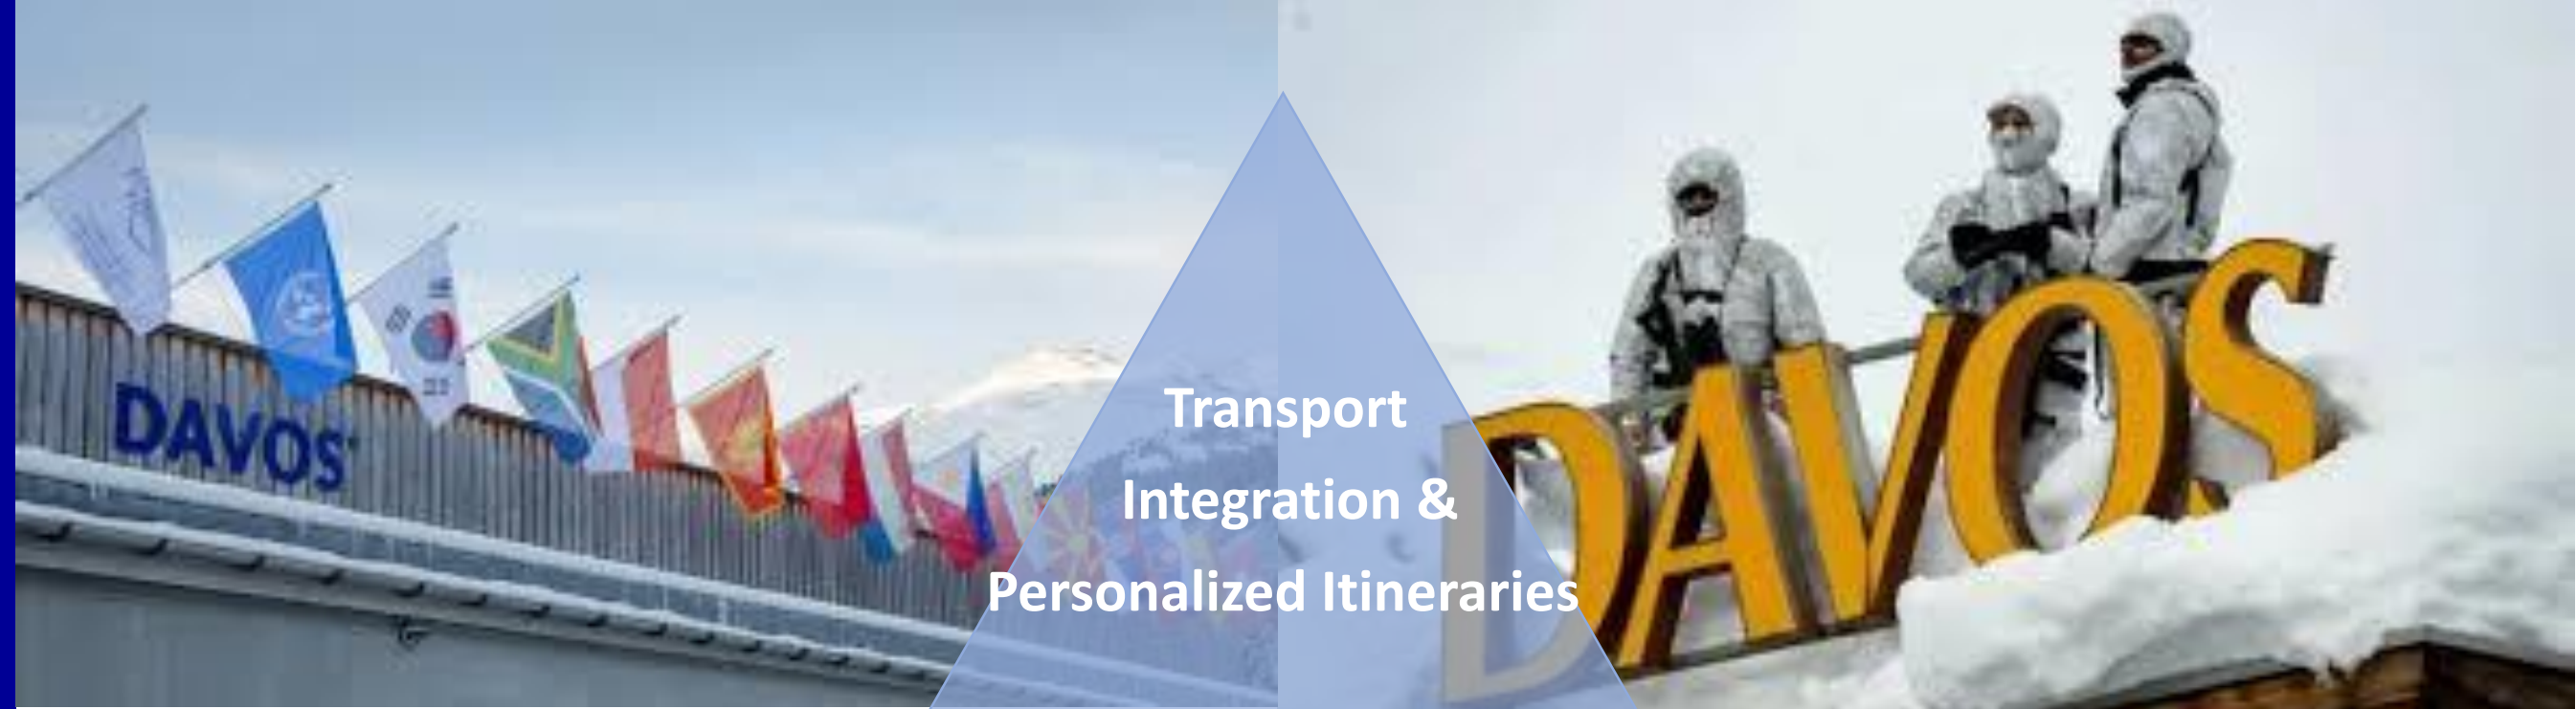 DAVOS
Transport
Integration &
Personalized Itineraries
DAVOS